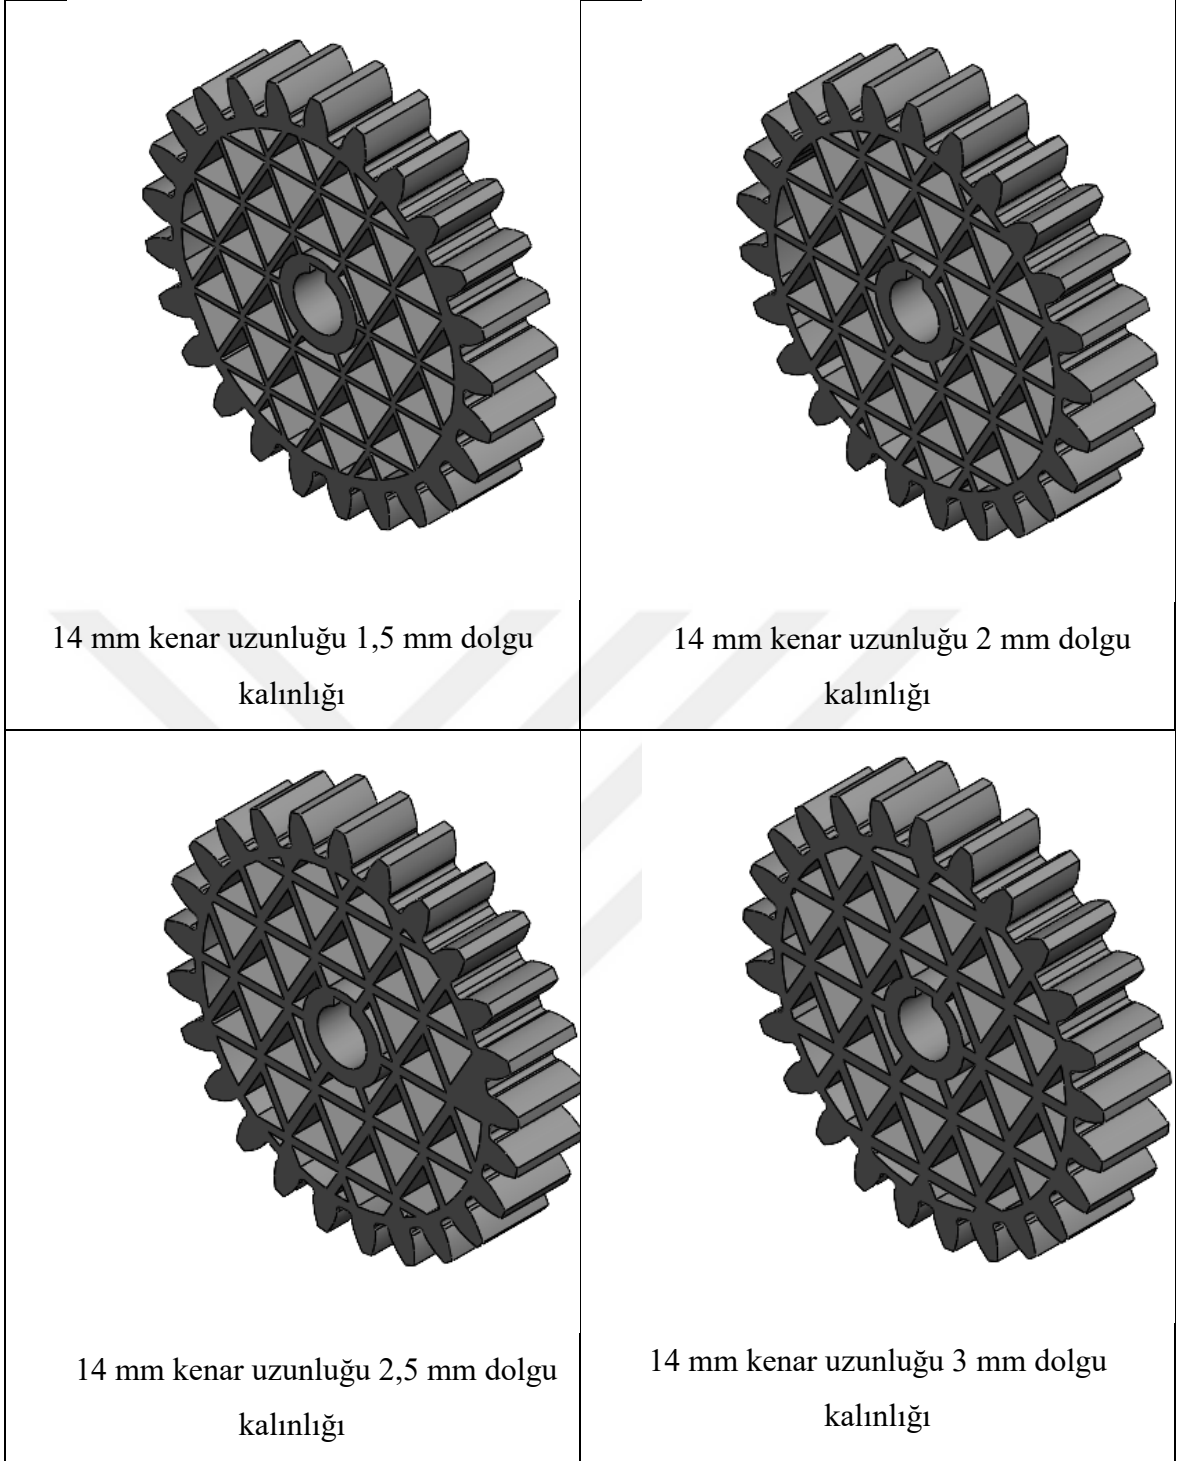 14 mm kenar uzunluğu 1,5 mm dolgu
kalınlığı
14 mm kenar uzunluğu 2 mm dolgu
kalınlığı
14 mm kenar uzunluğu 2,5 mm dolgu
kalınlığı
14 mm kenar uzunluğu 3 mm dolgu
kalınlığı